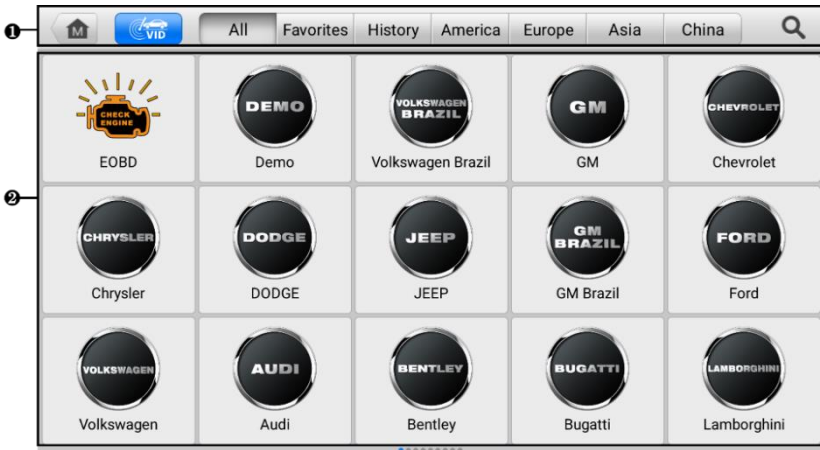 ❶
M
VID
All Favorites History America Europe Asia China
❷
CHECK
ENGINE
EOBD
DEMO
Demo
VOLKSWAGEN
BRAZIL
Volkswagen Brazil
GM
GM
CHEVROLET
Chevrolet
CHRYSLER
Chrysler
DODGE
DODGE
JEEP
JEEP
GM
BRAZIL
GM Brazil
FORD
Ford
VOLKSWAGEN
Volkswagen
AUDI
Audi
BENTLEY
Bentley
BUGATTI
Bugatti
LAMBORGHINI
Lamborghini